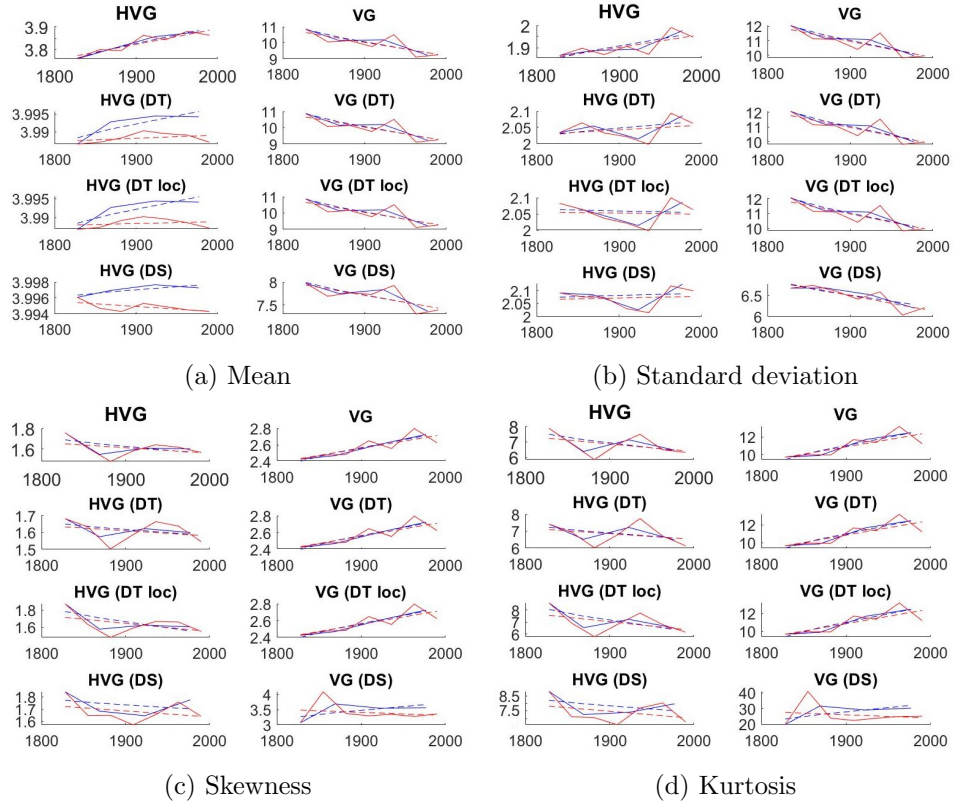 HVG
3.9
3.8
1800 1900 2000
VG
11
10
9
1800 1900 2000
HVG (DT)
3.995
3.99
1800 1900 2000
VG (DT)
11
10
9
1800 1900 2000
HVG (DT loc)
3.995
3.99
1800 1900 2000
VG (DT loc)
11
10
9
1800 1900 2000
HVG (DS)
3.998
3.996
3.994
1800 1900 2000
VG (DS)
8
7.5
1800 1900 2000
(a) Mean
HVG
2
1.9
1800 1900 2000
VG
12
11
10
1800 1900 2000
HVG (DT)
2.1
2.05
2
1800 1900 2000
VG (DT)
12
11
10
1800 1900 2000
HVG (DT loc)
2.1
2.05
2
1800 1900 2000
VG (DT loc)
12
11
10
1800 1900 2000
HVG (DS)
2.1
2.05
2
1800 1900 2000
VG (DS)
6.5
6
1800 1900 2000
(b) Standard deviation
HVG
1.8
1.6
1800 1900 2000
VG
2.8
2.6
2.4
1800 1900 2000
HVG (DT)
1.7
1.6
1.5
1800 1900 2000
VG (DT)
2.8
2.6
2.4
1800 1900 2000
HVG (DT loc)
1.8
1.6
1800 1900 2000
VG (DT loc)
2.8
2.6
2.4
1800 1900 2000
HVG (DS)
1.8
1.7
1.6
1800 1900 2000
VG (DS)
4
3.5
3
1800 1900 2000
(c) Skewness
HVG
8
7
6
1800 1900 2000
VG
12
10
1800 1900 2000
HVG (DT)
8
7
6
1800 1900 2000
VG (DT)
12
10
1800 1900 2000
HVG (DT loc)
8
7
6
1800 1900 2000
VG (DT loc)
12
10
1800 1900 2000
HVG (DS)
8.5
7.5
1800 1900 2000
VG (DS)
40
30
20
1800 1900 2000
(d) Kurtosis